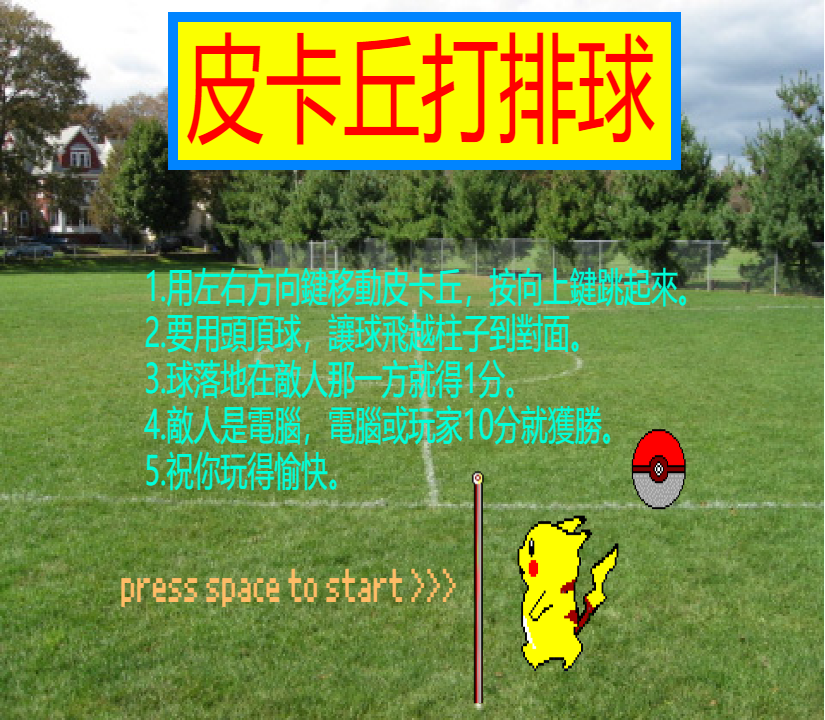 皮卡丘打排球
1.用左右方向鍵移動皮卡丘，按向上鍵跳起來。
2.要用頭頂球，讓球飛越柱子到對面。
3.球落地在敵人那一方就得1分。
4.敵人是電腦，電腦或玩家10分就獲勝。
5.祝你玩得愉快。
press space to start >>>